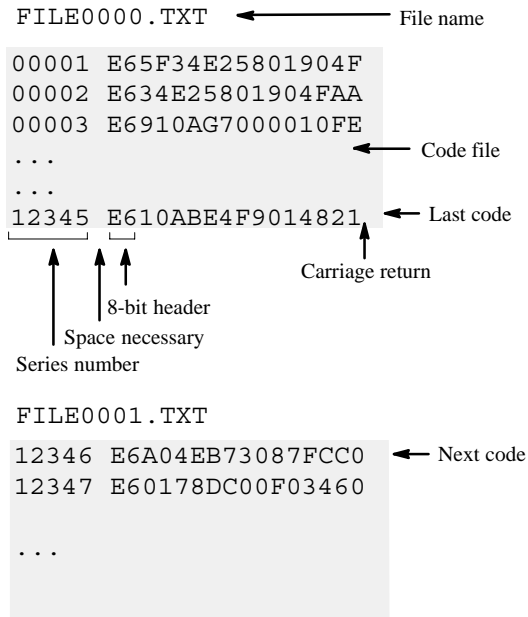 FILE0000.TXT File name
00001 E65F34E25801904F
00002 E634E25801904FAA
00003 E6910AG7000010FE
... Code file
...
12345 E610ABE4F9014821 Last code
Carriage return
8-bit header
Space necessary
Series number
FILE0001.TXT
12346 E6A04EB73087FCC0 Next code
12347 E60178DC00F03460
...